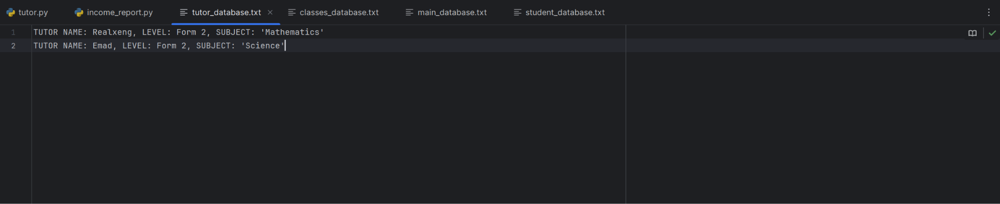 tutor.py income_report.py tutor_database.txt classes_database.txt main_database.txt student_database.txt
1 TUTOR NAME: Realxeng, LEVEL: Form 2, SUBJECT: 'Mathematics'
2 TUTOR NAME: Emad, LEVEL: Form 2, SUBJECT: 'Science'